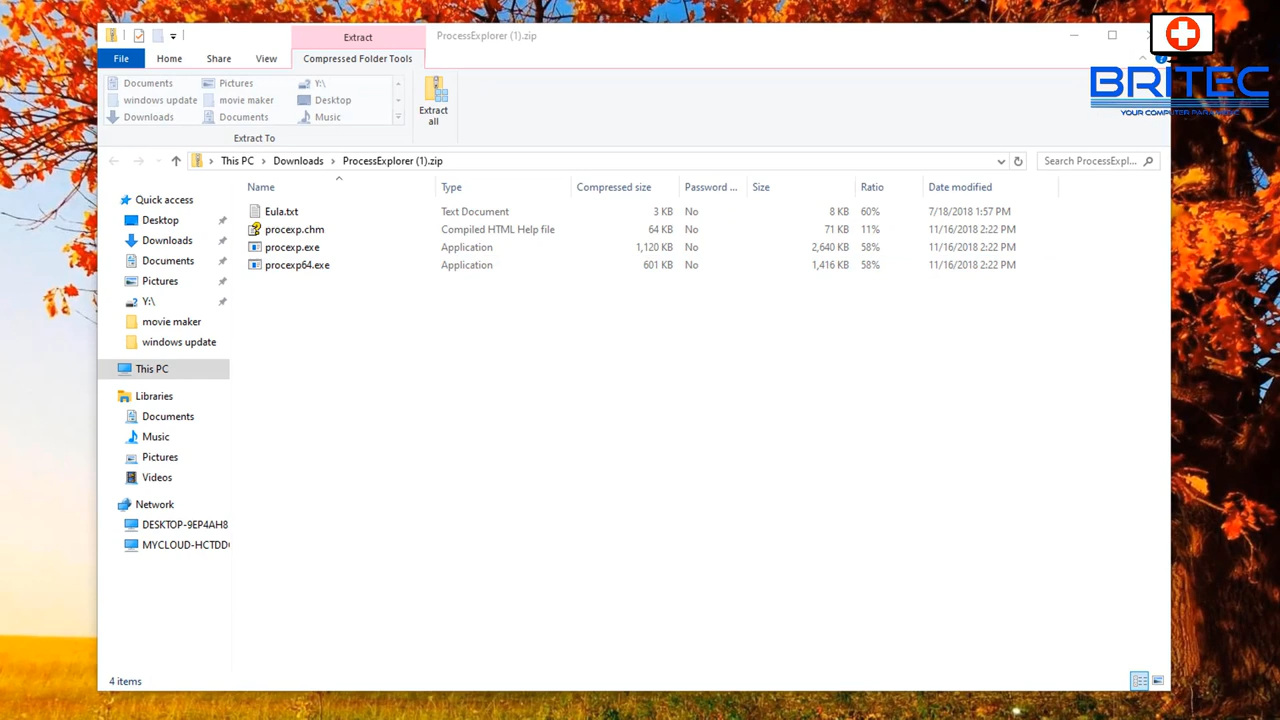 Extract
ProcessExplorer (1).zip
BRITEC
File Home Share View Compressed Folder Tools
Documents Pictures Y:\
windows update movie maker Desktop
Downloads Documents Music
Extract To
Extract
all
This PC > Downloads > ProcessExplorer (1).zip
Search ProcessExpl...
Name Type Compressed size Password ... Size Ratio Date modified
Eula.txt Text Document 3 KB No 8 KB 60% 7/18/2018 1:57 PM
procexp.chm Compiled HTML Help file 64 KB No 71 KB 11% 11/16/2018 2:22 PM
procexp.exe Application 1,120 KB No 2,640 KB 58% 11/16/2018 2:22 PM
procexp64.exe Application 601 KB No 1,416 KB 58% 11/16/2018 2:22 PM
Quick access
Desktop
Downloads
Documents
Pictures
Y:\
movie maker
windows update
This PC
Libraries
Documents
Music
Pictures
Videos
Network
DESKTOP-9EP4AH8
MYCLOUD-HCTDD
4 items
YOUR COMPUTER